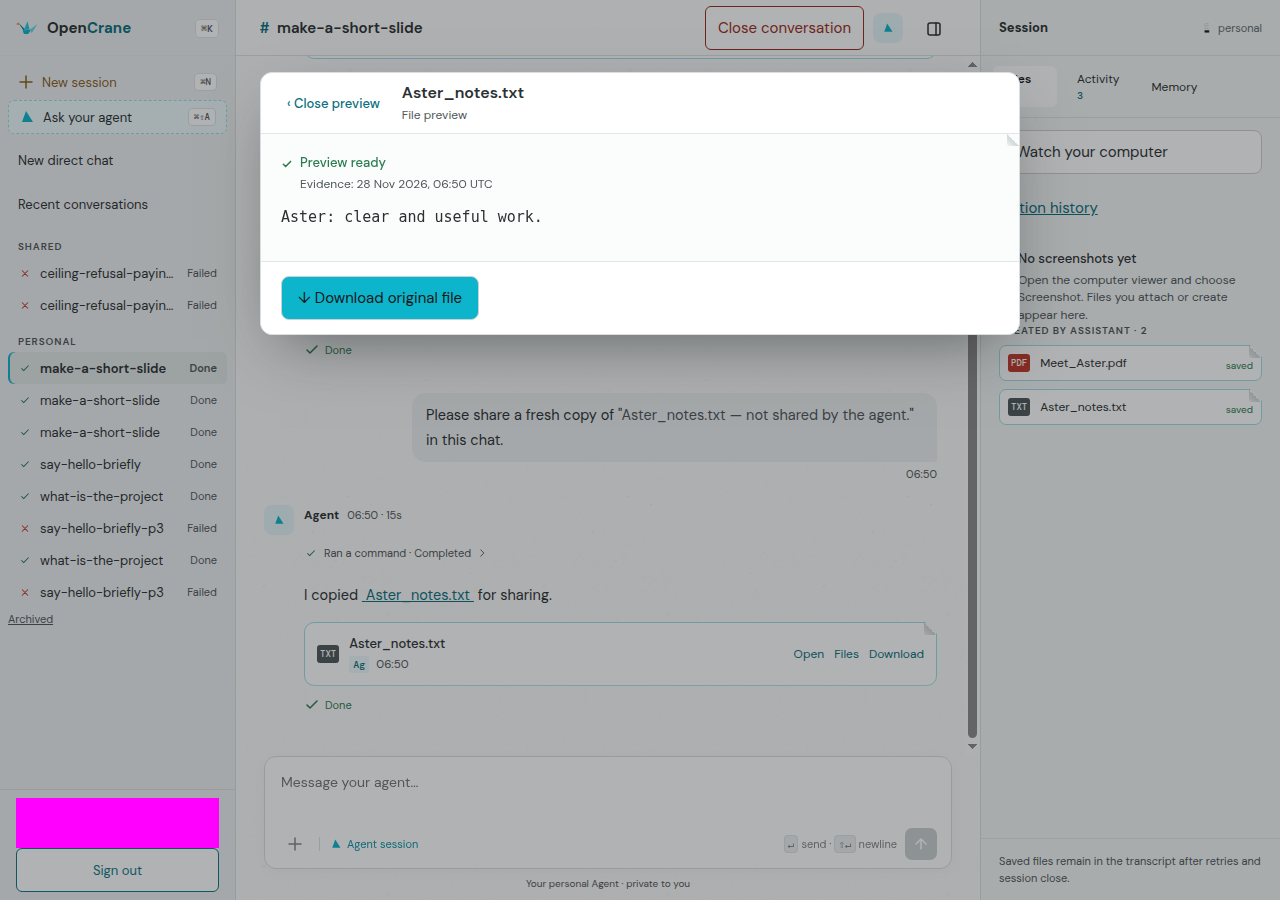 OpenCrane
⌘K
New session
⌘N
Ask your agent
⌘⇧A
New direct chat
Recent conversations
SHARED
ceiling-refusal-payin… Failed
ceiling-refusal-payin… Failed
PERSONAL
make-a-short-slide Done
make-a-short-slide Done
make-a-short-slide Done
say-hello-briefly Done
what-is-the-project Done
say-hello-briefly-p3 Failed
what-is-the-project Done
say-hello-briefly-p3 Failed
Archived
Sign out
# make-a-short-slide
Close conversation
‹ Close preview
Aster_notes.txt
File preview
Preview ready
Evidence: 28 Nov 2026, 06:50 UTC
Aster: clear and useful work.
↓ Download original file
Done
Please share a fresh copy of "Aster_notes.txt — not shared by the agent."
in this chat.
06:50
Agent 06:50 · 15s
Ran a command · Completed
I copied Aster_notes.txt for sharing.
TXT
Aster_notes.txt
Ag 06:50
Open Files Download
Done
Message your agent…
Agent session
↵ send · ⇧↵ newline
Your personal Agent · private to you
Session
personal
Activity
3
Memory
Watch your computer
tion history
No screenshots yet
Open the computer viewer and choose
Screenshot. Files you attach or create
appear here.
EATED BY ASSISTANT · 2
PDF Meet_Aster.pdf saved
TXT Aster_notes.txt saved
Saved files remain in the transcript after retries and
session close.